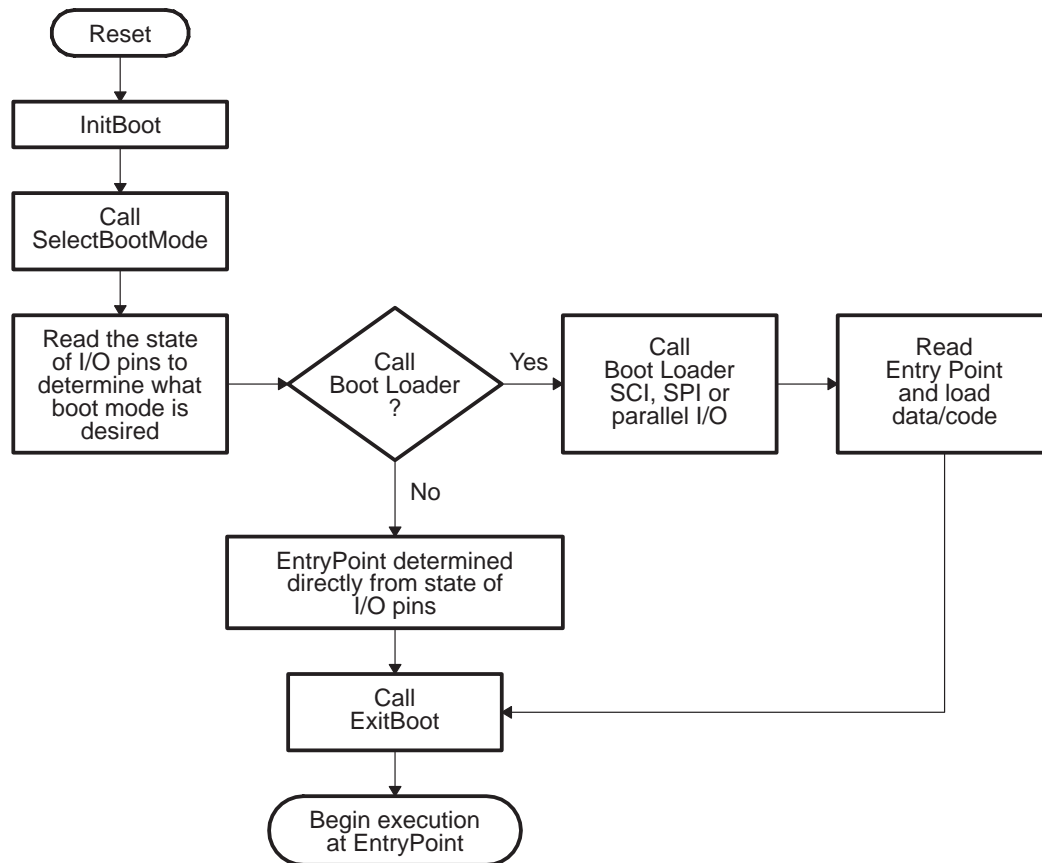 Reset
InitBoot
Call
SelectBootMode
Read the state
of I/O pins to
determine what
boot mode is
desired
Call
Boot Loader
?
Yes
Call
Boot Loader
SCI, SPI or
parallel I/O
Read
Entry Point
and load
data/code
No
EntryPoint determined
directly from state of
I/O pins
Call
ExitBoot
Begin execution
at EntryPoint